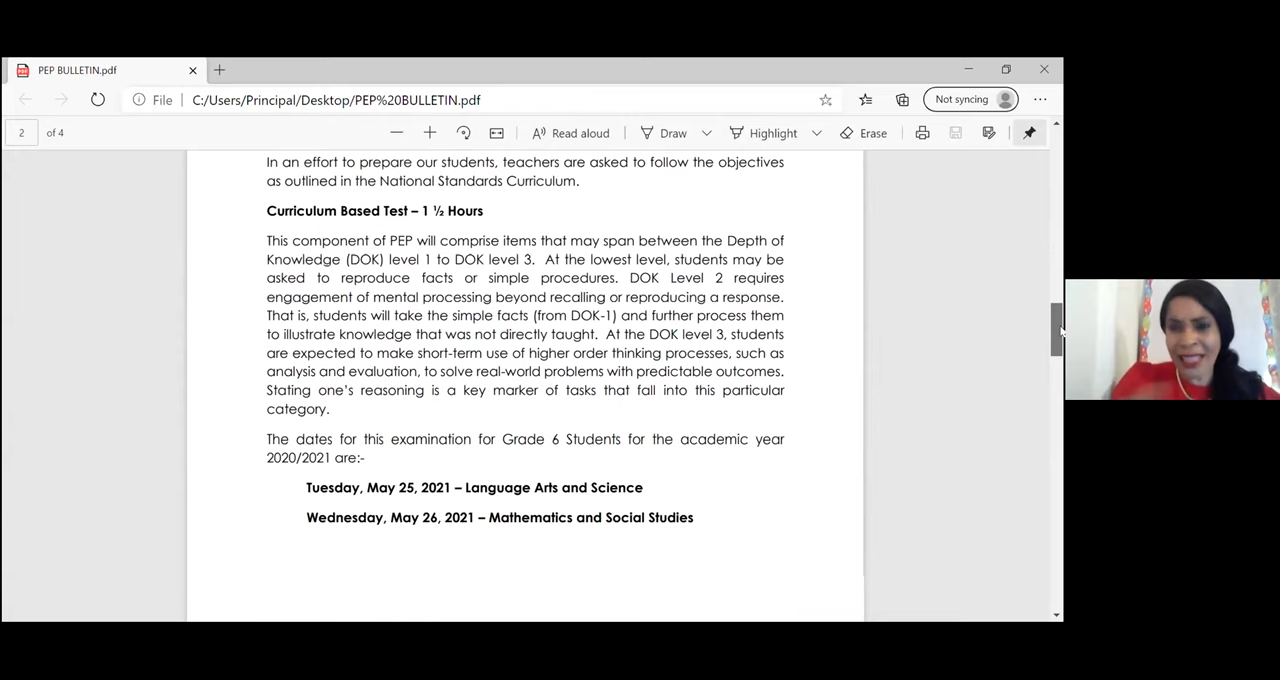 PEP BULLETIN.pdf
File
C:/Users/Principal/Desktop/PEP%20BULLETIN.pdf
Not syncing
2 of 4
Read aloud
Draw
Highlight
Erase
In an effort to prepare our students, teachers are asked to follow the objectives
as outlined in the National Standards Curriculum.
Curriculum Based Test – 1 ½ Hours
This component of PEP will comprise items that may span between the Depth of
Knowledge (DOK) level 1 to DOK level 3. At the lowest level, students may be
asked to reproduce facts or simple procedures. DOK Level 2 requires
engagement of mental processing beyond recalling or reproducing a response.
That is, students will take the simple facts (from DOK-1) and further process them
to illustrate knowledge that was not directly taught. At the DOK level 3, students
are expected to make short-term use of higher order thinking processes, such as
analysis and evaluation, to solve real-world problems with predictable outcomes.
Stating one's reasoning is a key marker of tasks that fall into this particular
category.
The dates for this examination for Grade 6 Students for the academic year
2020/2021 are:-
Tuesday, May 25, 2021 – Language Arts and Science
Wednesday, May 26, 2021 – Mathematics and Social Studies